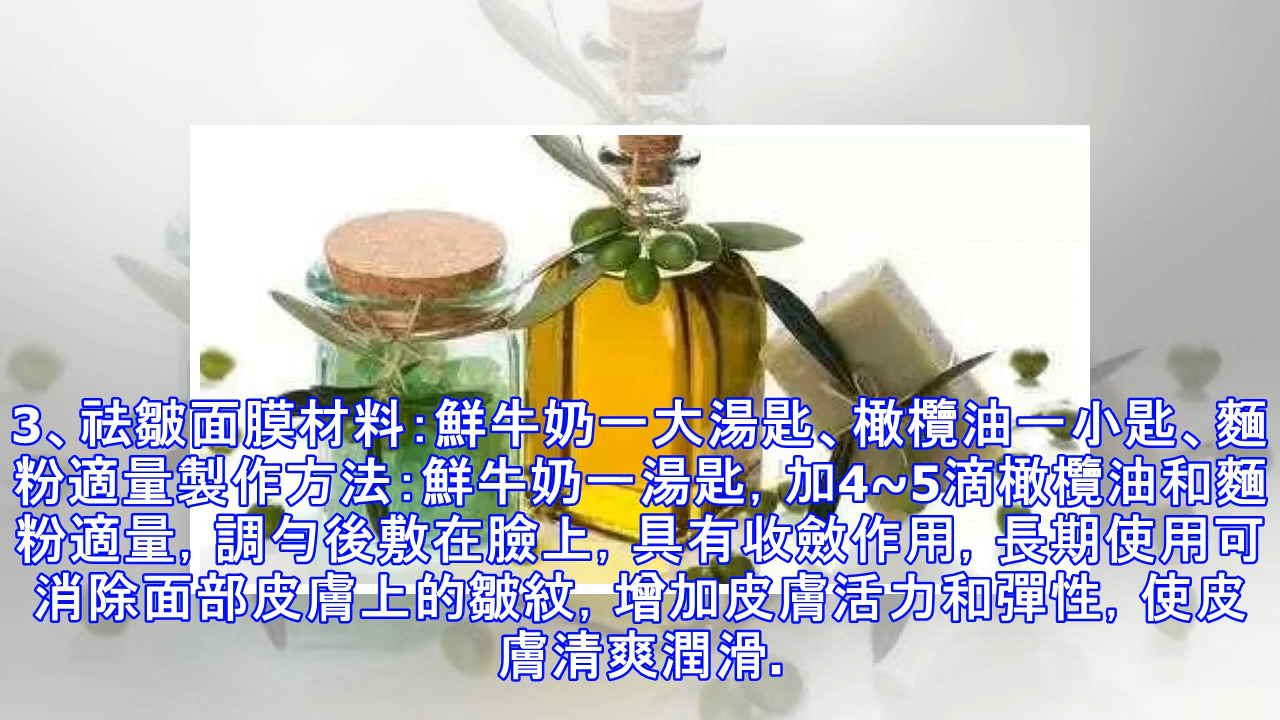 3、祛皺面膜材料:鮮牛奶一大湯匙、橄欖油一小匙、麵
粉適量製作方法:鮮牛奶一湯匙, 加4~5滴橄欖油和麵
粉適量, 調勻後敷在臉上, 具有收斂作用, 長期使用可
消除面部皮膚上的皺紋, 增加皮膚活力和彈性, 使皮
膚清爽潤滑.